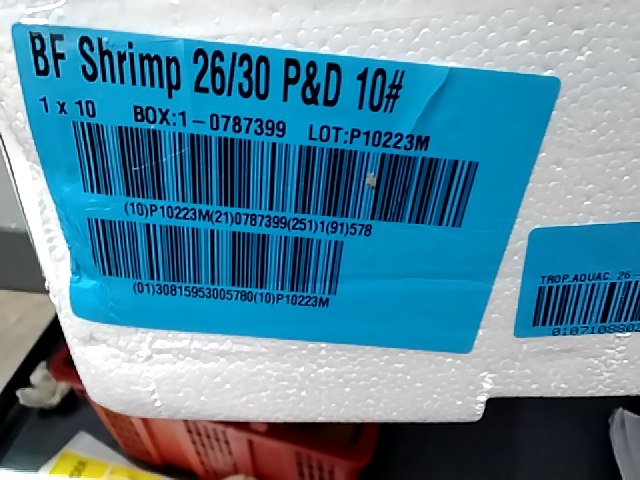 BF Shrimp 26/30 P&D 10#
1 x 10 BOX:1-0787399 LOT:P10223M
(10)P10223M(21)0787399(251)1(91)578
(01)30815953005780(10)P10223M
TROP.AQUAC. 26-